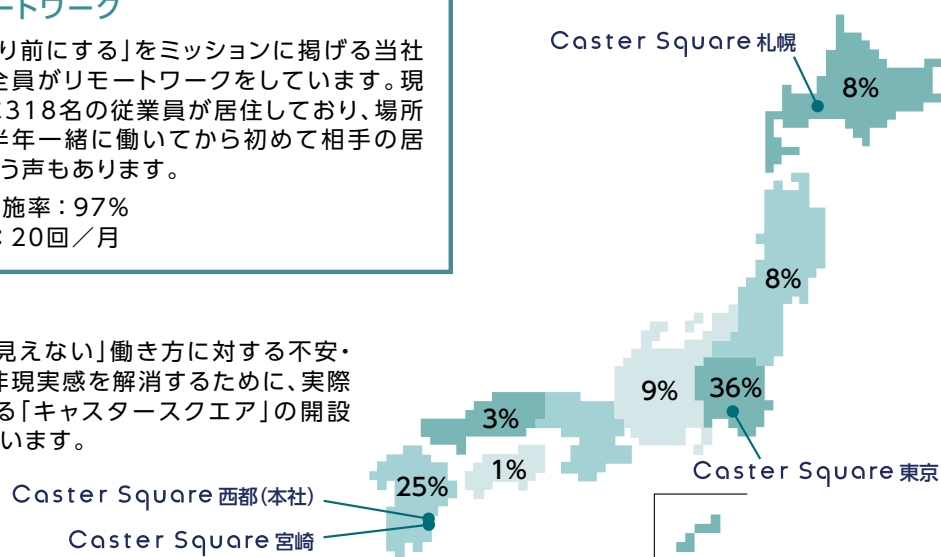 ートワーク
り前にする」をミッションに掲げる当社
全員がリモートワークをしています。現
318名の従業員が居住しており、場所
半年一緒に働いてから初めて相手の居
う声もあります。
施率：97%
：20回／月
見えない」働き方に対する不安・
非現実感を解消するために、実際
る「キャスタースクエア」の開設
います。
Caster Square 札幌
8%
8%
9%
36%
3%
1%
25%
Caster Square 東京
Caster Square 西都（本社）
Caster Square 宮崎